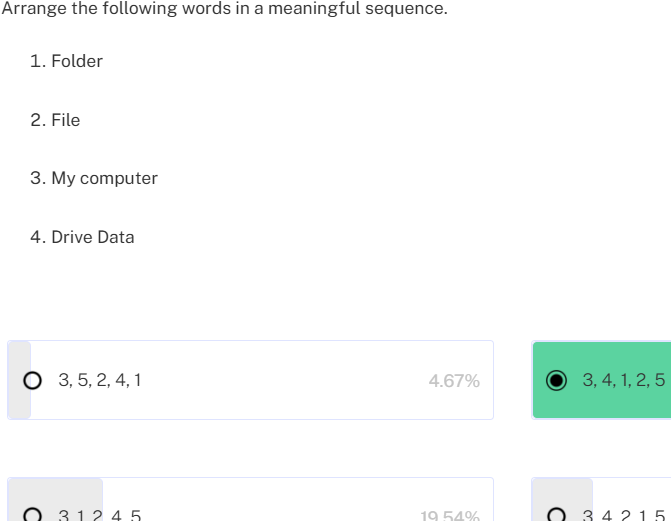 Arrange the following words in a meaningful sequence.
1. Folder
2. File
3. My computer
4. Drive Data
3, 5, 2, 4, 1 4.67%
3, 4, 1, 2, 5
3, 1, 2, 4, 5 19.54%
3, 4, 2, 1, 5